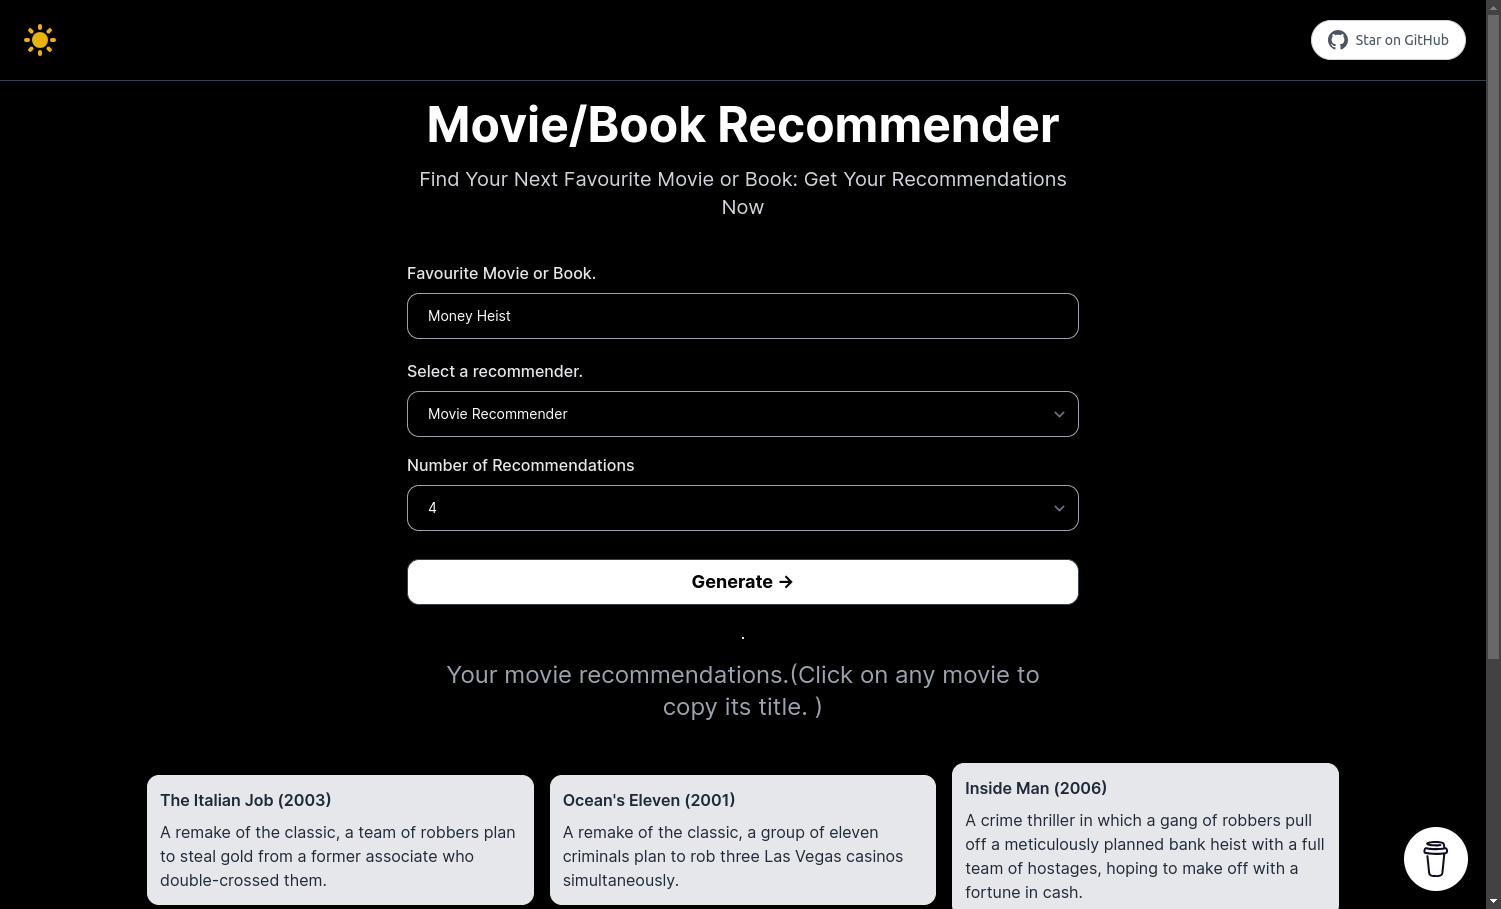 Star on GitHub
Movie/Book Recommender
Find Your Next Favourite Movie or Book: Get Your Recommendations
Now
Favourite Movie or Book.
Money Heist
Select a recommender.
Movie Recommender
Number of Recommendations
4
Generate →
.
Your movie recommendations.(Click on any movie to
copy its title. )
The Italian Job (2003)
A remake of the classic, a team of robbers plan
to steal gold from a former associate who
double-crossed them.
Ocean's Eleven (2001)
A remake of the classic, a group of eleven
criminals plan to rob three Las Vegas casinos
simultaneously.
Inside Man (2006)
A crime thriller in which a gang of robbers pull
off a meticulously planned bank heist with a full
team of hostages, hoping to make off with a
fortune in cash.